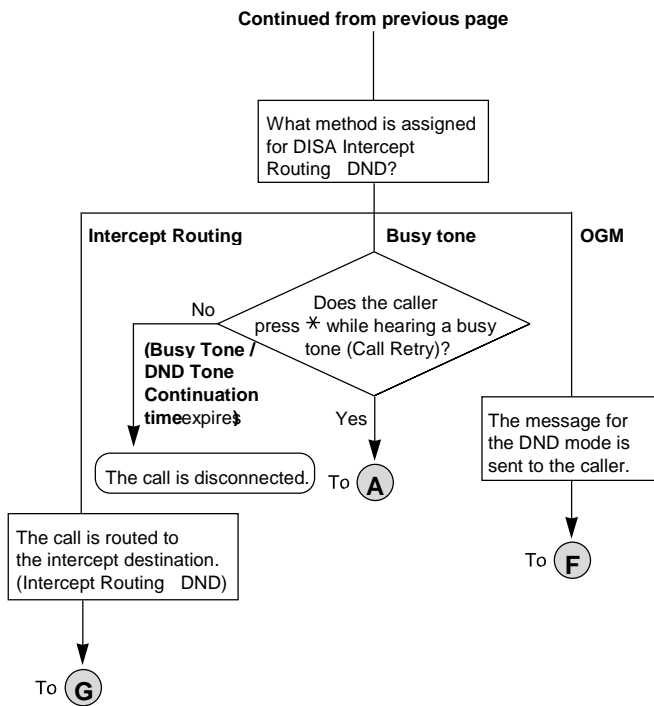 Continued from previous page
What method is assigned
for DISA Intercept
Routing DND?
Intercept Routing
Busy tone
OGM
No
Does the caller
press * while hearing a busy
tone (Call Retry)?
(Busy Tone /
DND Tone
Continuation
time expires)
Yes
The message for
the DND mode is
sent to the caller.
The call is disconnected.
To A
The call is routed to
the intercept destination.
(Intercept Routing DND)
To F
To G